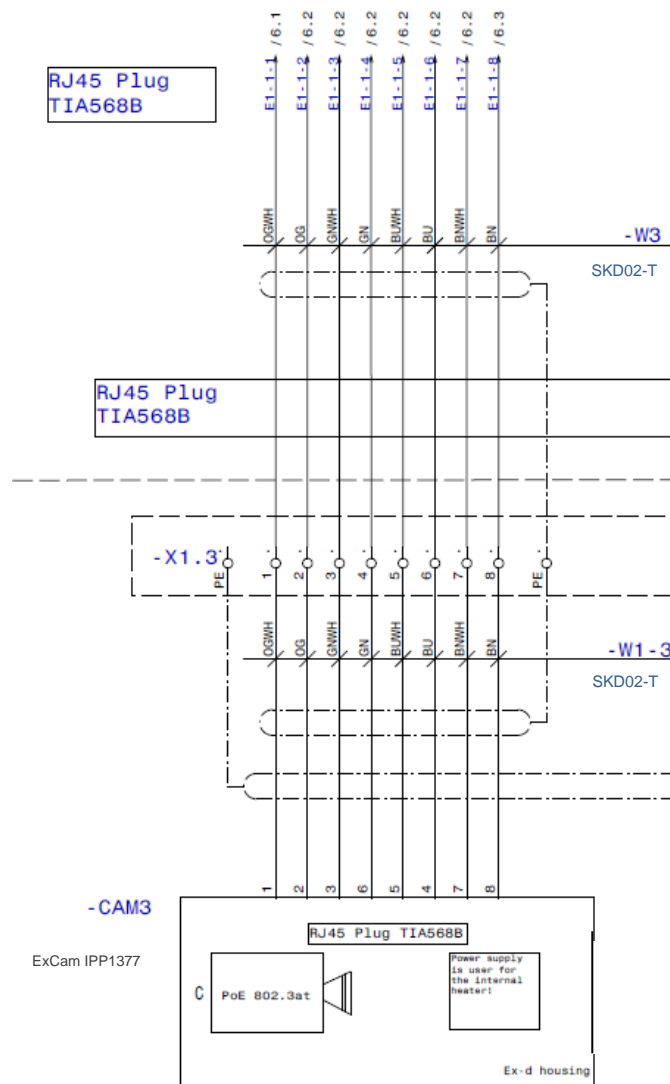 /6.1
/6.2
/6.2
/6.2
/6.2
/6.2
/6.2
/6.3
E1-1-1
E1-1-2
E1-1-3
E1-1-4
E1-1-5
E1-1-6
E1-1-7
E1-1-8
RJ45 Plug
TIA568B
OGWH
OG
GNWH
GN
BUWH
BU
BNWH
BN
-W3
SKD02-T
RJ45 Plug
TIA568B
-X1.3
PE
1
2
3
4
5
6
7
8
PE
OGWH
OG
GNWH
GN
BUWH
BU
BNWH
BN
-W1-3
SKD02-T
1
2
3
6
5
4
7
8
-CAM3
RJ45 Plug TIA568B
ExCam IPP1377
C
PoE 802.3at
Power supply
is user for
the internal
heater!
Ex-d housing